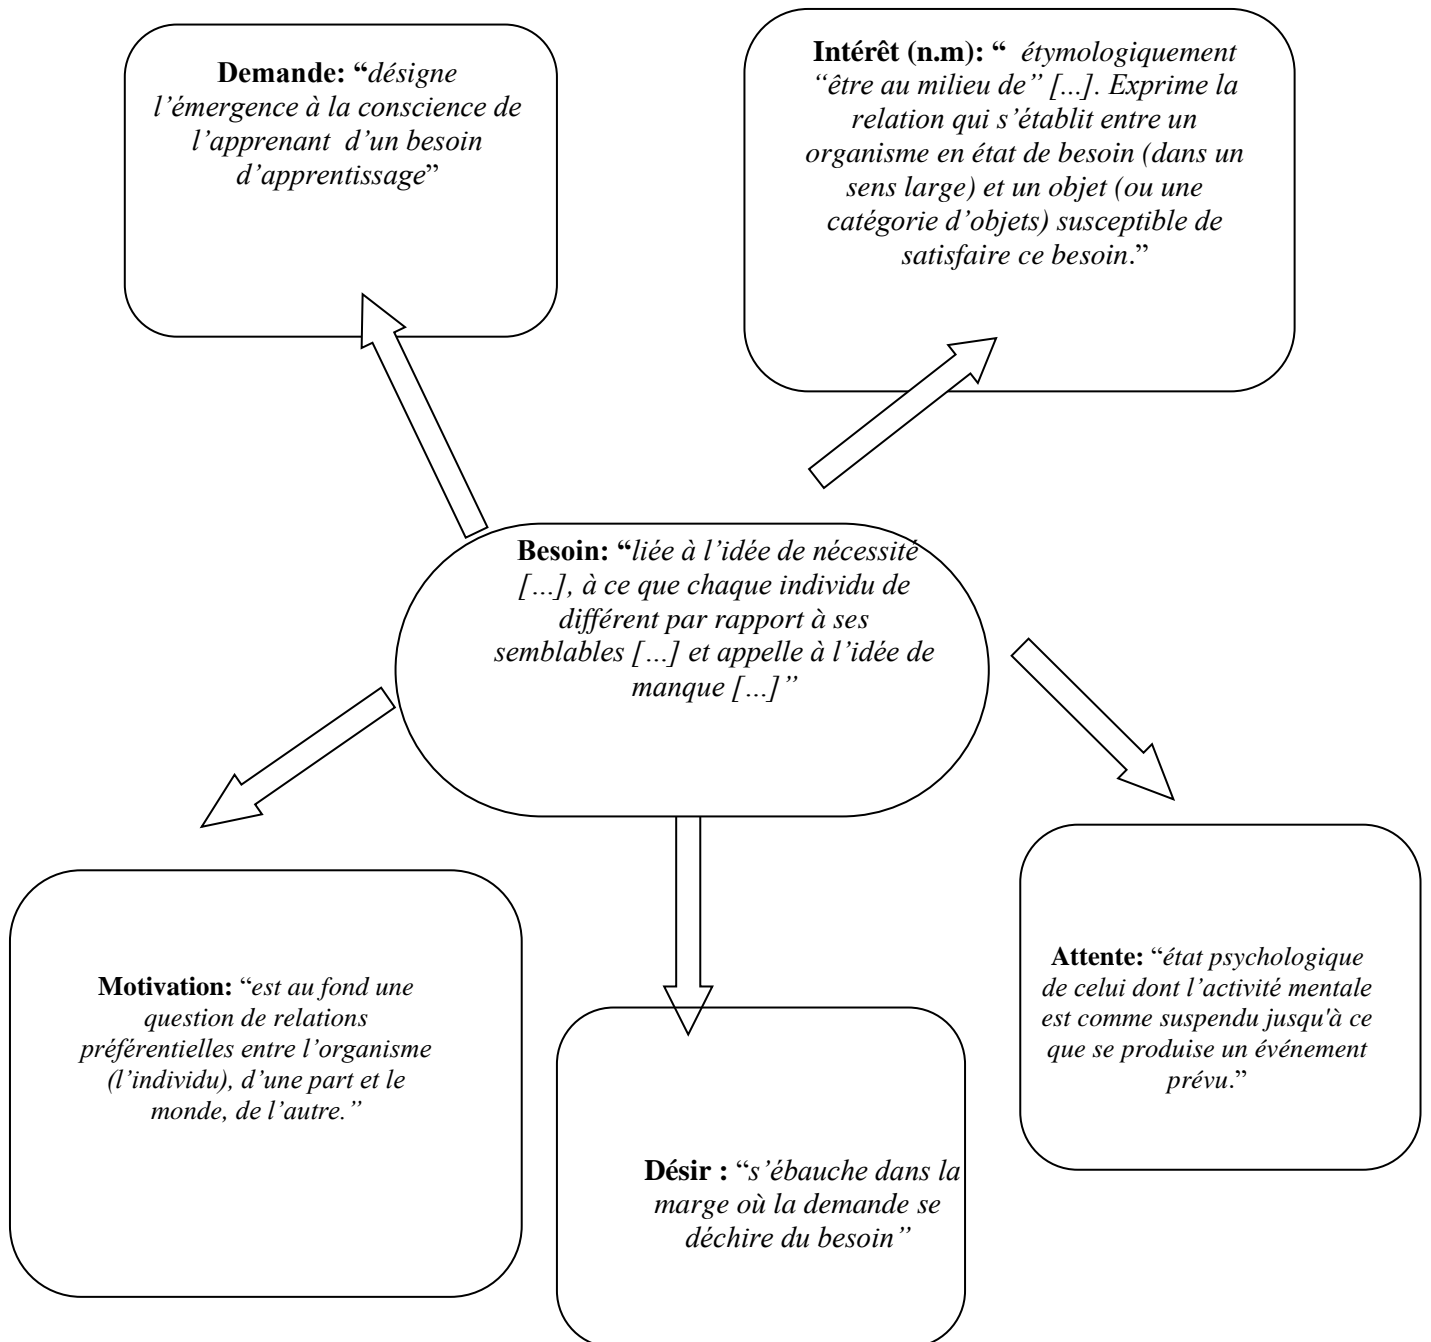 Demande: “désigne
l’émergence à la conscience de
l’apprenant d’un besoin
d’apprentissage”
Intérêt (n.m): “ étymologiquement
“être au milieu de” [...]. Exprime la
relation qui s’établit entre un
organisme en état de besoin (dans un
sens large) et un objet (ou une
catégorie d’objets) susceptible de
satisfaire ce besoin.”
Besoin: “liée à l’idée de nécessité
[...], à ce que chaque individu de
différent par rapport à ses
semblables [...] et appelle à l’idée de
manque [...]”
Motivation: “est au fond une
question de relations
préférentielles entre l’organisme
(l’individu), d’une part et le
monde, de l’autre.”
Désir : “s’ébauche dans la
marge où la demande se
déchire du besoin”
Attente: “état psychologique
de celui dont l’activité mentale
est comme suspendu jusqu'à ce
que se produise un événement
prévu.”